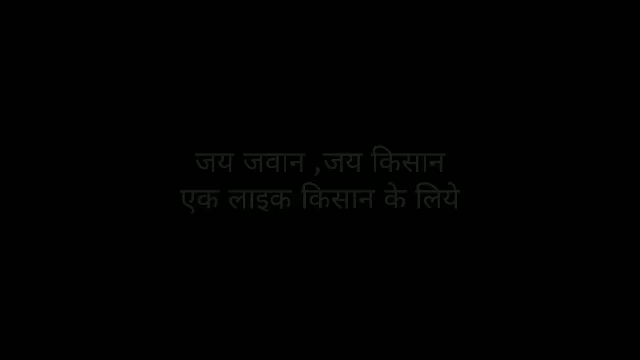 जय जवान ,जय किसान
एक लाइक किसान के लिये